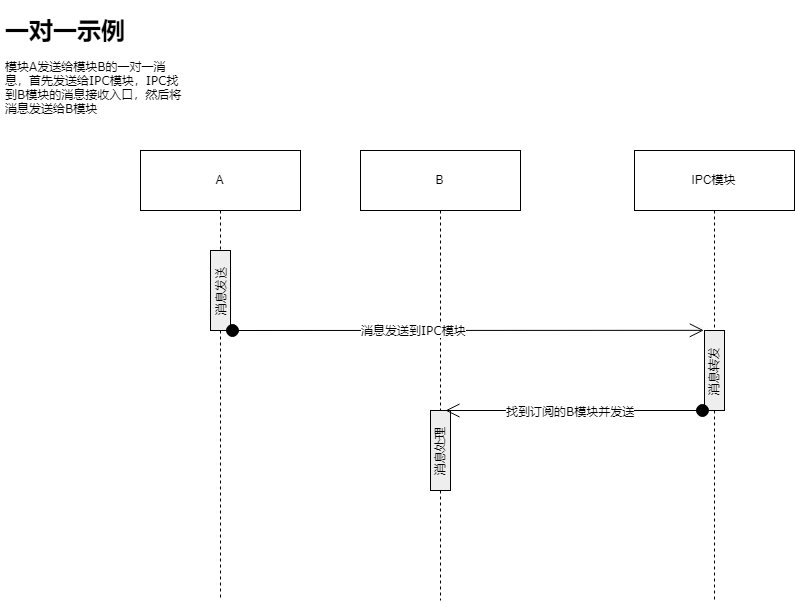 一对一示例
模块A发送给模块B的一对一消
息，首先发送给IPC模块，IPC找
到B模块的消息接收入口，然后将
消息发送给B模块
A
B
IPC模块
消息发送
消息发送到IPC模块
消息转发
找到订阅的B模块并发送
消息处理